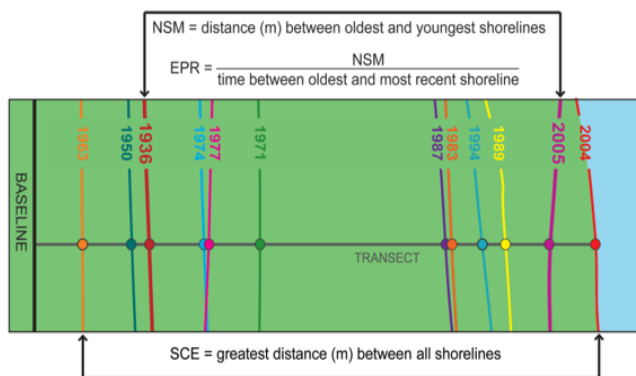 NSM = distance (m) between oldest and youngest shorelines
EPR = NSM
time between oldest and most recent shoreline
BASELINE
1963
1950
1936
1974
1977
1971
1987
1983
1994
1989
2005
2004
TRANSECT
SCE = greatest distance (m) between all shorelines